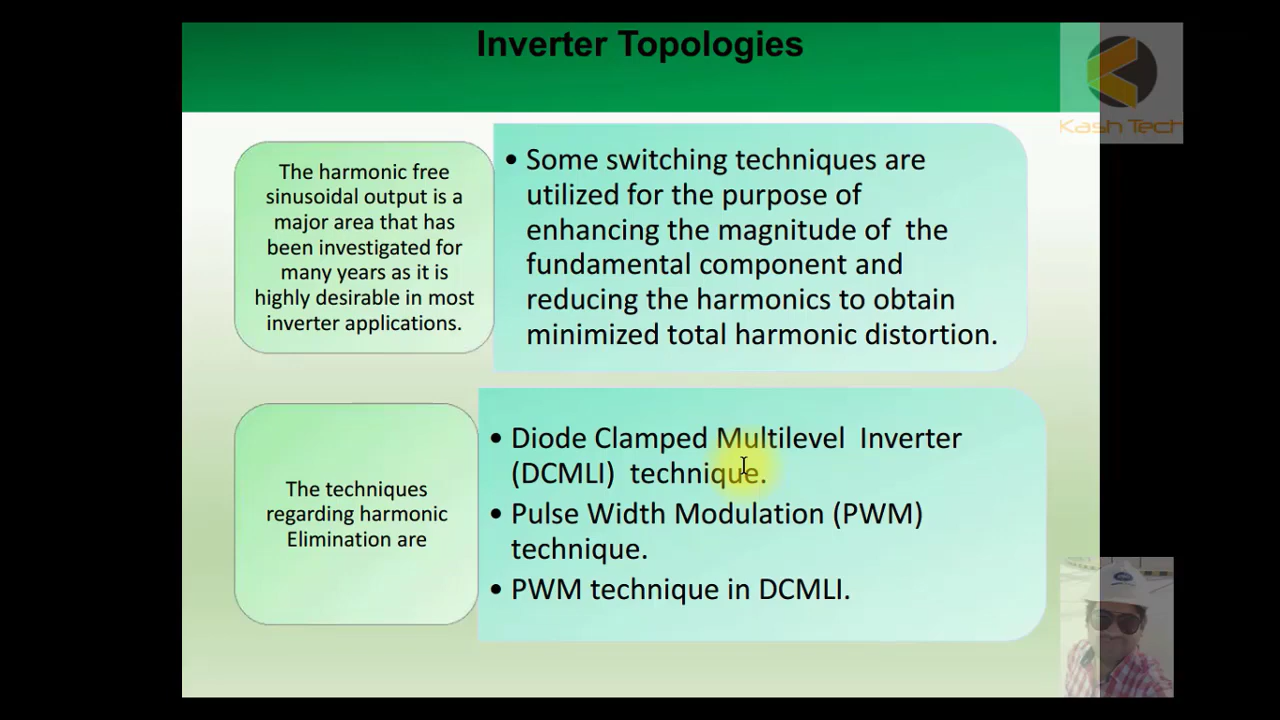 Inverter Topologies
Kash Tech
The harmonic free
sinusoidal output is a
major area that has
been investigated for
many years as it is
highly desirable in most
inverter applications.
• Some switching techniques are
utilized for the purpose of
enhancing the magnitude of the
fundamental component and
reducing the harmonics to obtain
minimized total harmonic distortion.
The techniques
regarding harmonic
Elimination are
• Diode Clamped Multilevel Inverter
(DCMLI) technique.
• Pulse Width Modulation (PWM)
technique.
• PWM technique in DCMLI.